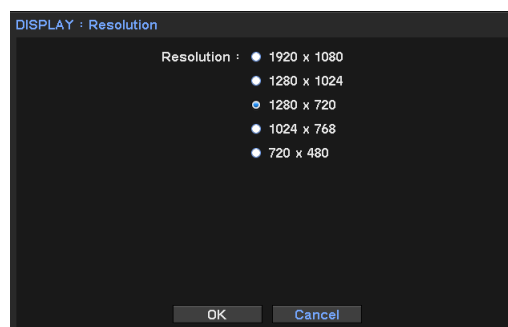 DISPLAY : Resolution
Resolution : 1920 x 1080
1280 x 1024
1280 x 720
1024 x 768
720 x 480
OK Cancel